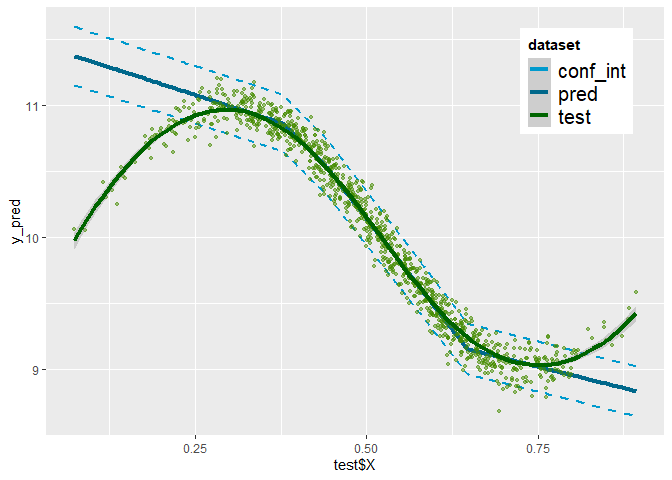 dataset
conf_int
pred
test
11
10
9
y_pred
0.25
0.50
0.75
test$X